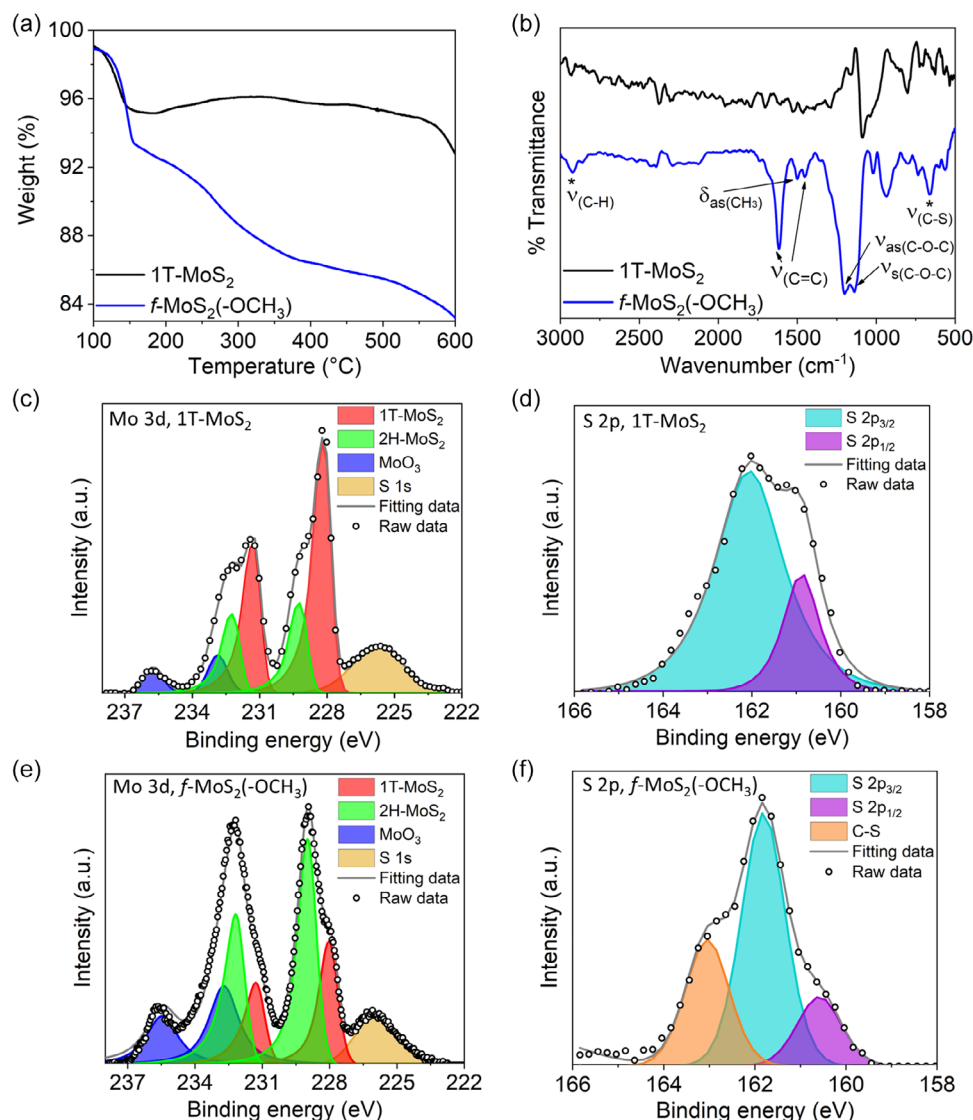 (a)
100
96
92
88
84
Weight (%)
1T-MoS2
f-MoS2(-OCH3)
100 200 300 400 500 600
Temperature (°C)
(b)
% Transmittance
*
ν(C-H)
δas(CH3)
ν(C=C)
*
ν(C-S)
νas(C-O-C)
νs(C-O-C)
1T-MoS2
f-MoS2(-OCH3)
3000 2500 2000 1500 1000 500
Wavenumber (cm-1)
(c)
Mo 3d, 1T-MoS2
1T-MoS2
2H-MoS2
MoO3
S 1s
Fitting data
Raw data
Intensity (a.u.)
237 234 231 228 225 222
Binding energy (eV)
(d)
S 2p, 1T-MoS2
S 2p3/2
S 2p1/2
Fitting data
Raw data
Intensity (a.u.)
166 164 162 160 158
Binding energy (eV)
(e)
Mo 3d, f-MoS2(-OCH3)
1T-MoS2
2H-MoS2
MoO3
S 1s
Fitting data
Raw data
Intensity (a.u.)
237 234 231 228 225 222
Binding energy (eV)
(f)
S 2p, f-MoS2(-OCH3)
S 2p3/2
S 2p1/2
C-S
Fitting data
Raw data
Intensity (a.u.)
166 164 162 160 158
Binding energy (eV)